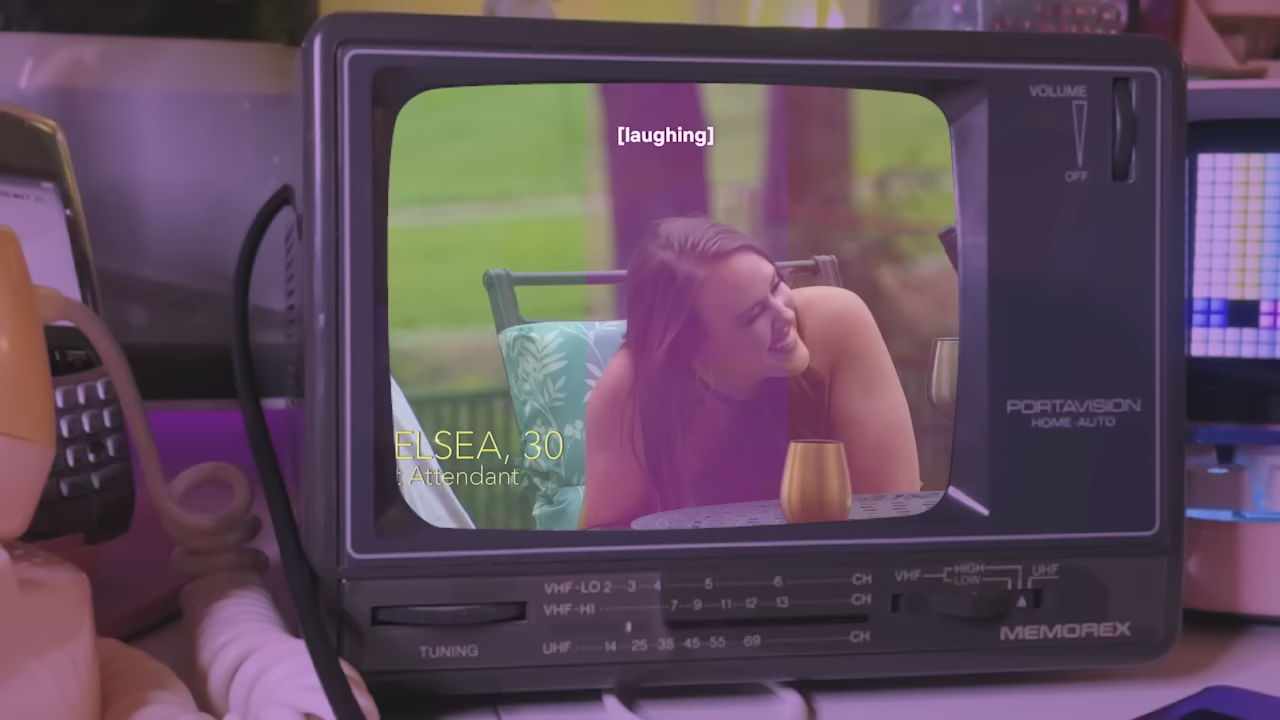 [laughing]
ELSEA, 30
t Attendant
VOLUME
OFF
PORTAVISION
HOME·AUTO
VHF-LO 2 3 4 5 6 CH
VHF-HI 7 9 11 12 13 CH
UHF 14 25 35 45 55 69 CH
TUNING
VHF HIGH LOW UHF
MEMOREX